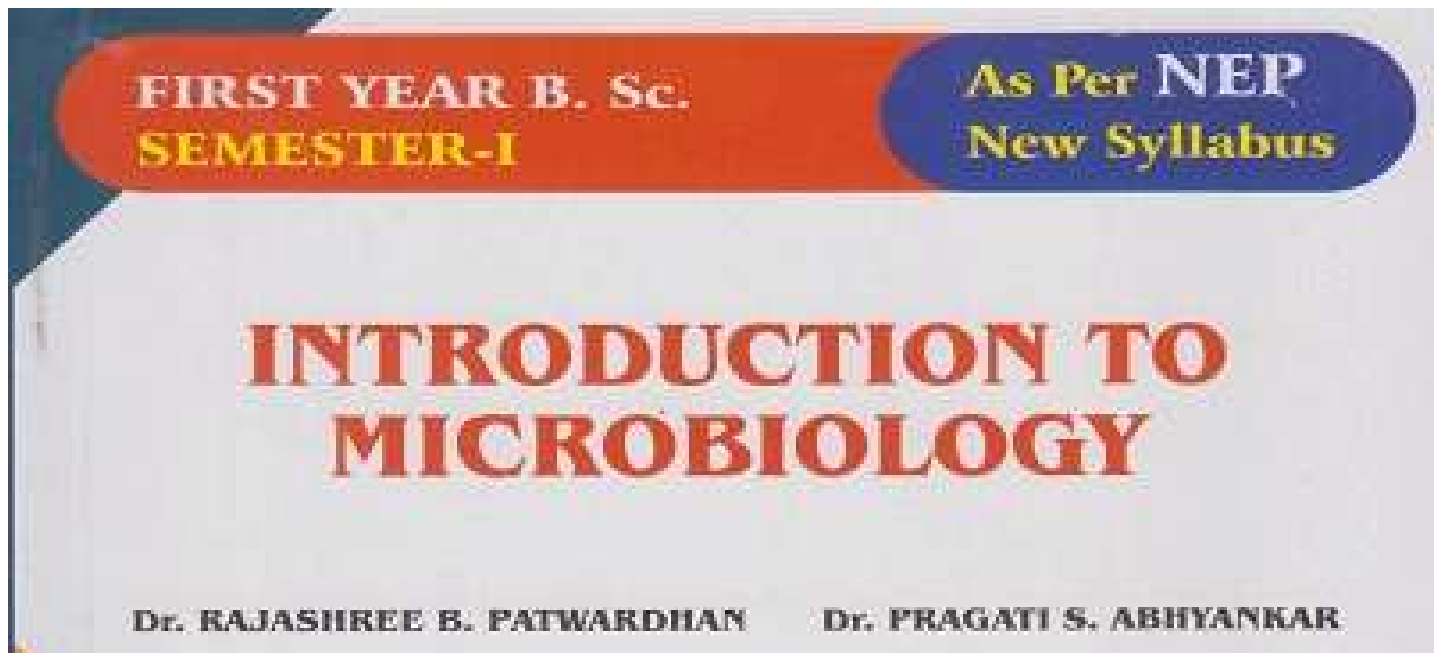 FIRST YEAR B. Sc.
SEMESTER-I
As Per NEP
New Syllabus
INTRODUCTION TO
MICROBIOLOGY
Dr. RAJASHREE B. PATWARDHAN Dr. PRAGATI S. ABHYANKAR